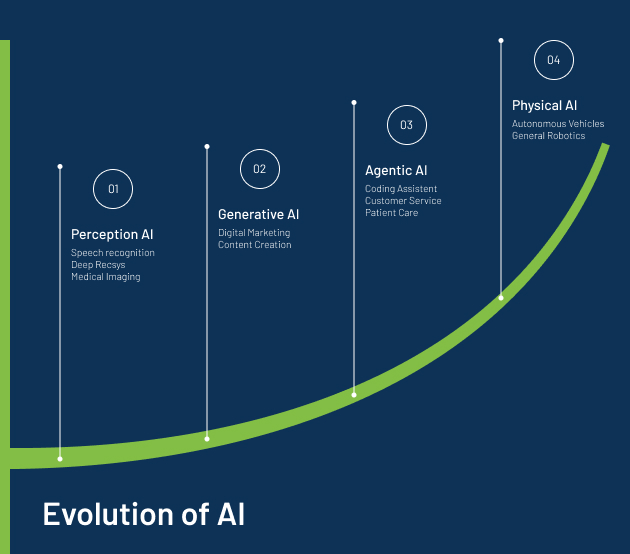 01
Perception AI
Speech recognition
Deep Recsys
Medical Imaging
02
Generative AI
Digital Marketing
Content Creation
03
Agentic AI
Coding Assistent
Customer Service
Patient Care
04
Physical AI
Autonomous Vehicles
General Robotics
Evolution of AI